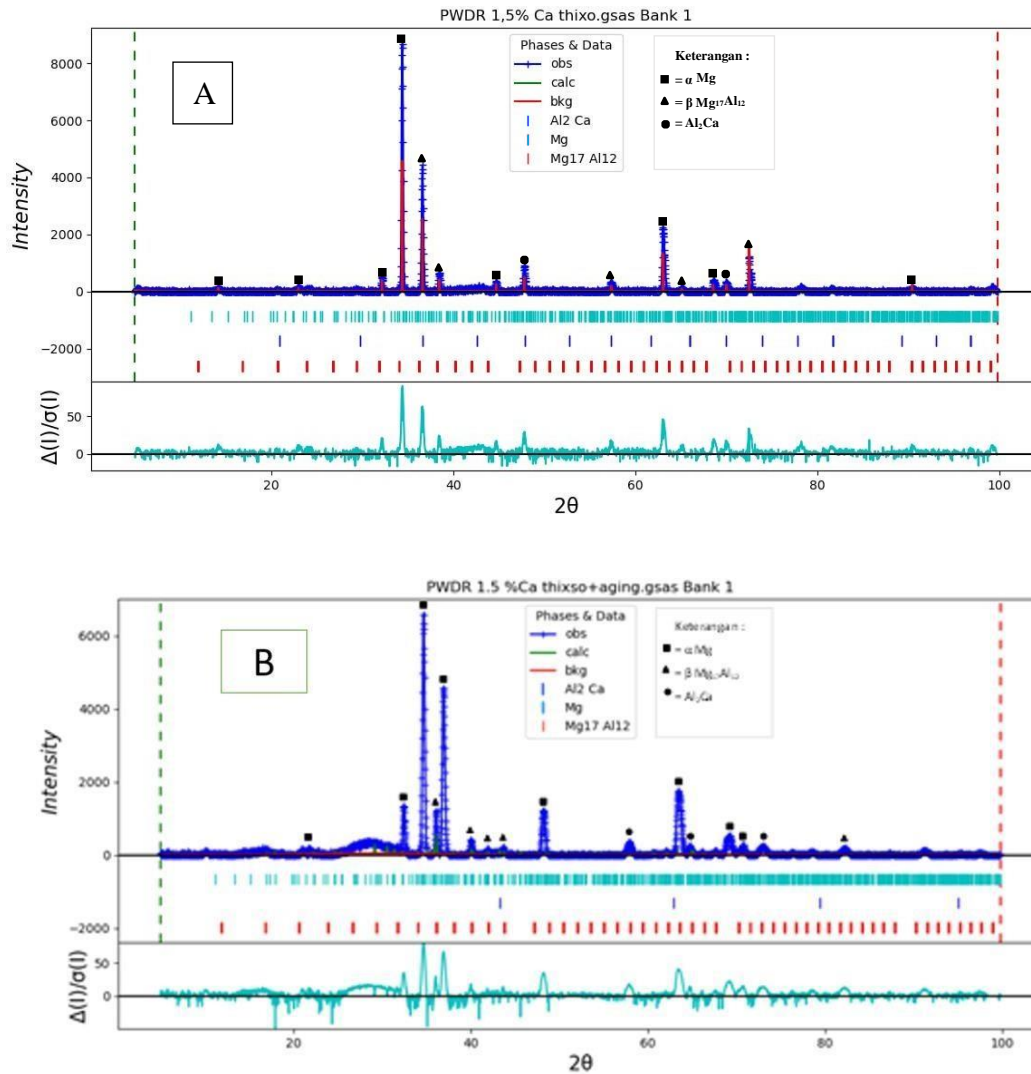 PWDR 1,5% Ca thixo.gsas Bank 1
A
Phases & Data
obs
calc
bkg
Al2 Ca
Mg
Mg17 Al12
Keterangan :
= α Mg
= β Mg17Al12
= Al2Ca
Intensity
8000
6000
4000
2000
0
−2000
Δ(I)/σ(I)
50
0
20 40 60 80 100
2θ
PWDR 1.5 %Ca thixso+aging.gsas Bank 1
B
Phases & Data
obs
calc
bkg
Al2 Ca
Mg
Mg17 Al12
Keterangan :
= α Mg
= β Mg17Al12
= Al2Ca
Intensity
6000
4000
2000
0
−2000
Δ(I)/σ(I)
50
0
20 40 60 80 100
2θ